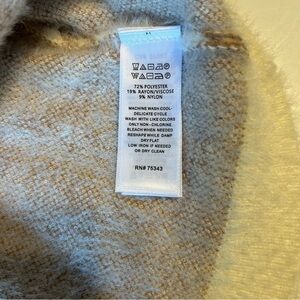 72% POLYESTER
19% RAYON/VISCOSE
9% NYLON
MACHINE WASH COOL-
DELICATE CYCLE
WASH WITH LIKE COLORS
ONLY NON-CHLORINE
BLEACH WHEN NEEDED
RESHAPE WHILE DAMP
DRY FLAT
LOW IRON IF NEEDED
OR DRY CLEAN
RN# 75343